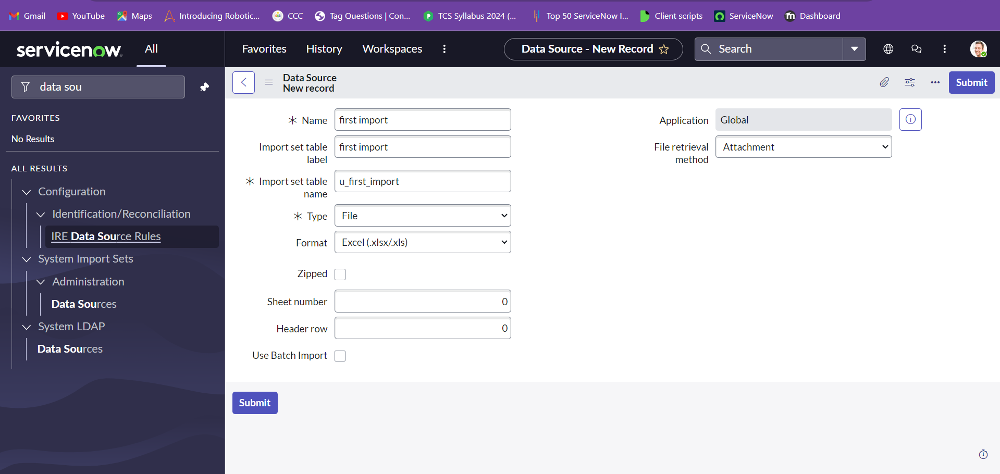 Gmail YouTube Maps Introducing Robotic... CCC Tag Questions | Con... TCS Syllabus 2024 (... Top 50 ServiceNow I... Client scripts ServiceNow Dashboard
servicenow All Favorites History Workspaces Data Source - New Record Search
data sou
Data Source
New record
Submit
FAVORITES
No Results
ALL RESULTS
Configuration
Identification/Reconciliation
IRE Data Source Rules
System Import Sets
Administration
Data Sources
System LDAP
Data Sources
* Name first import
Import set table
label
first import
* Import set table
name
u_first_import
* Type File
Format Excel (.xlsx/.xls)
Zipped
Sheet number 0
Header row 0
Use Batch Import
Application Global
File retrieval
method
Attachment
Submit